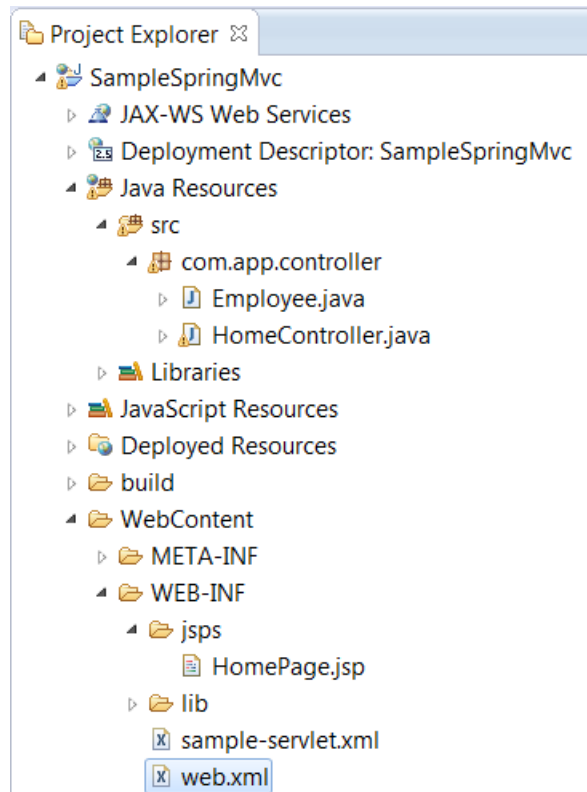 Project Explorer
SampleSpringMvc
JAX-WS Web Services
2.5 Deployment Descriptor: SampleSpringMvc
Java Resources
src
com.app.controller
J Employee.java
J HomeController.java
Libraries
JavaScript Resources
Deployed Resources
build
WebContent
META-INF
WEB-INF
jsps
HomePage.jsp
lib
X sample-servlet.xml
X web.xml